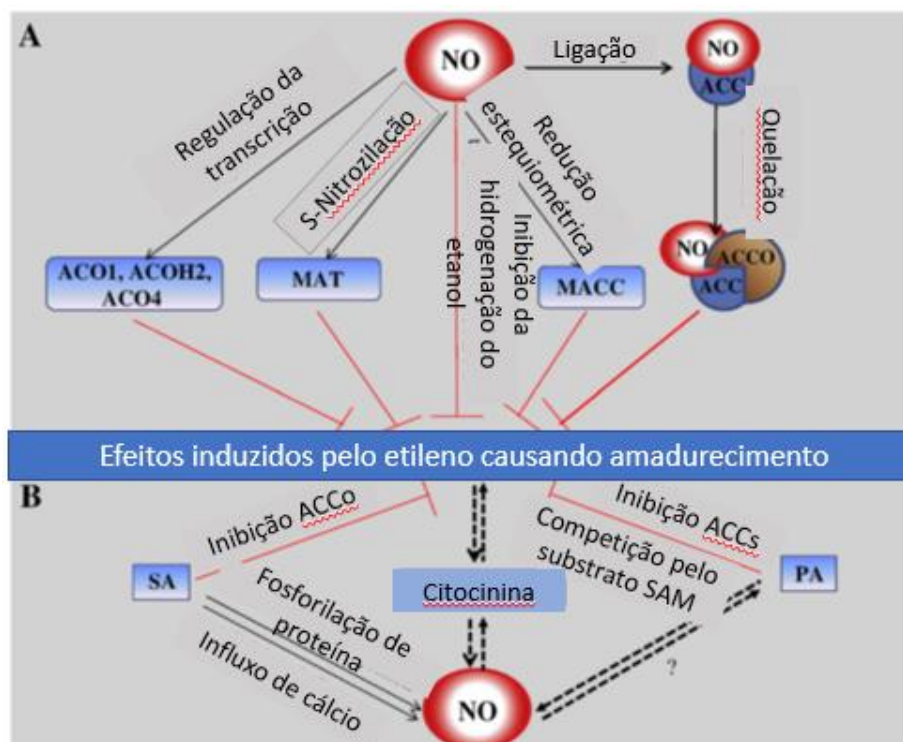 A
NO
Ligação
NO
ACC
Regulação da
transcrição
S-Nitrozilação
Inibição da
hidrogenação do
etanol
Redução
estequiométrica
Quelação
ACO1, ACOH2,
ACO4
MAT
MACC
NO
ACCO
ACC
Efeitos induzidos pelo etileno causando amadurecimento
B
Inibição ACCo
Inibição ACCs
Competição pelo
substrato SAM
SA
Citocinina
PA
Fosforilação de
proteína
Influxo de cálcio
NO
?